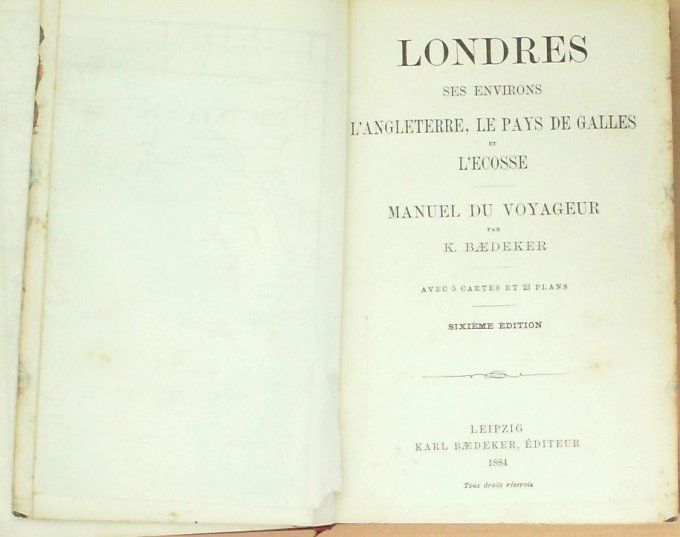 LONDRES
SES ENVIRONS
L'ANGLETERRE, LE PAYS DE GALLES
ET
L'ECOSSE
MANUEL DU VOYAGEUR
PAR
K. BÆDEKER
AVEC 5 CARTES ET 23 PLANS
SIXIÈME EDITION
LEIPZIG
KARL BÆDEKER, ÉDITEUR
1884
Tous droits réservés